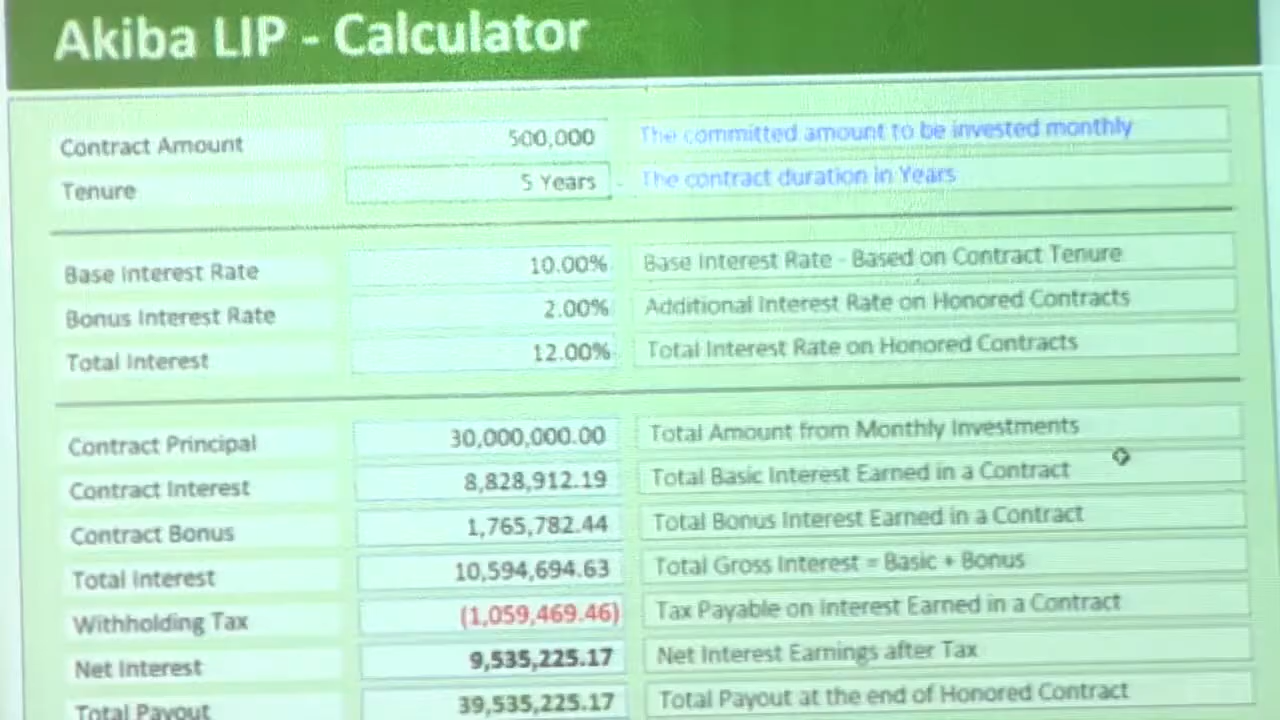 Akiba LIP - Calculator
Contract Amount 500,000 The committed amount to be invested monthly
Tenure 5 Years The contract duration in Years
Base Interest Rate 10.00% Base Interest Rate - Based on Contract Tenure
Bonus Interest Rate 2.00% Additional Interest Rate on Honored Contracts
Total Interest 12.00% Total Interest Rate on Honored Contracts
Contract Principal 30,000,000.00 Total Amount from Monthly Investments
Contract Interest 8,828,912.19 Total Basic Interest Earned in a Contract
Contract Bonus 1,765,782.44 Total Bonus Interest Earned in a Contract
Total Interest 10,594,694.63 Total Gross Interest = Basic + Bonus
Withholding Tax (1,059,469.46) Tax Payable on Interest Earned in a Contract
Net Interest 9,535,225.17 Net Interest Earnings after Tax
Total Payout 39,535,225.17 Total Payout at the end of Honored Contract